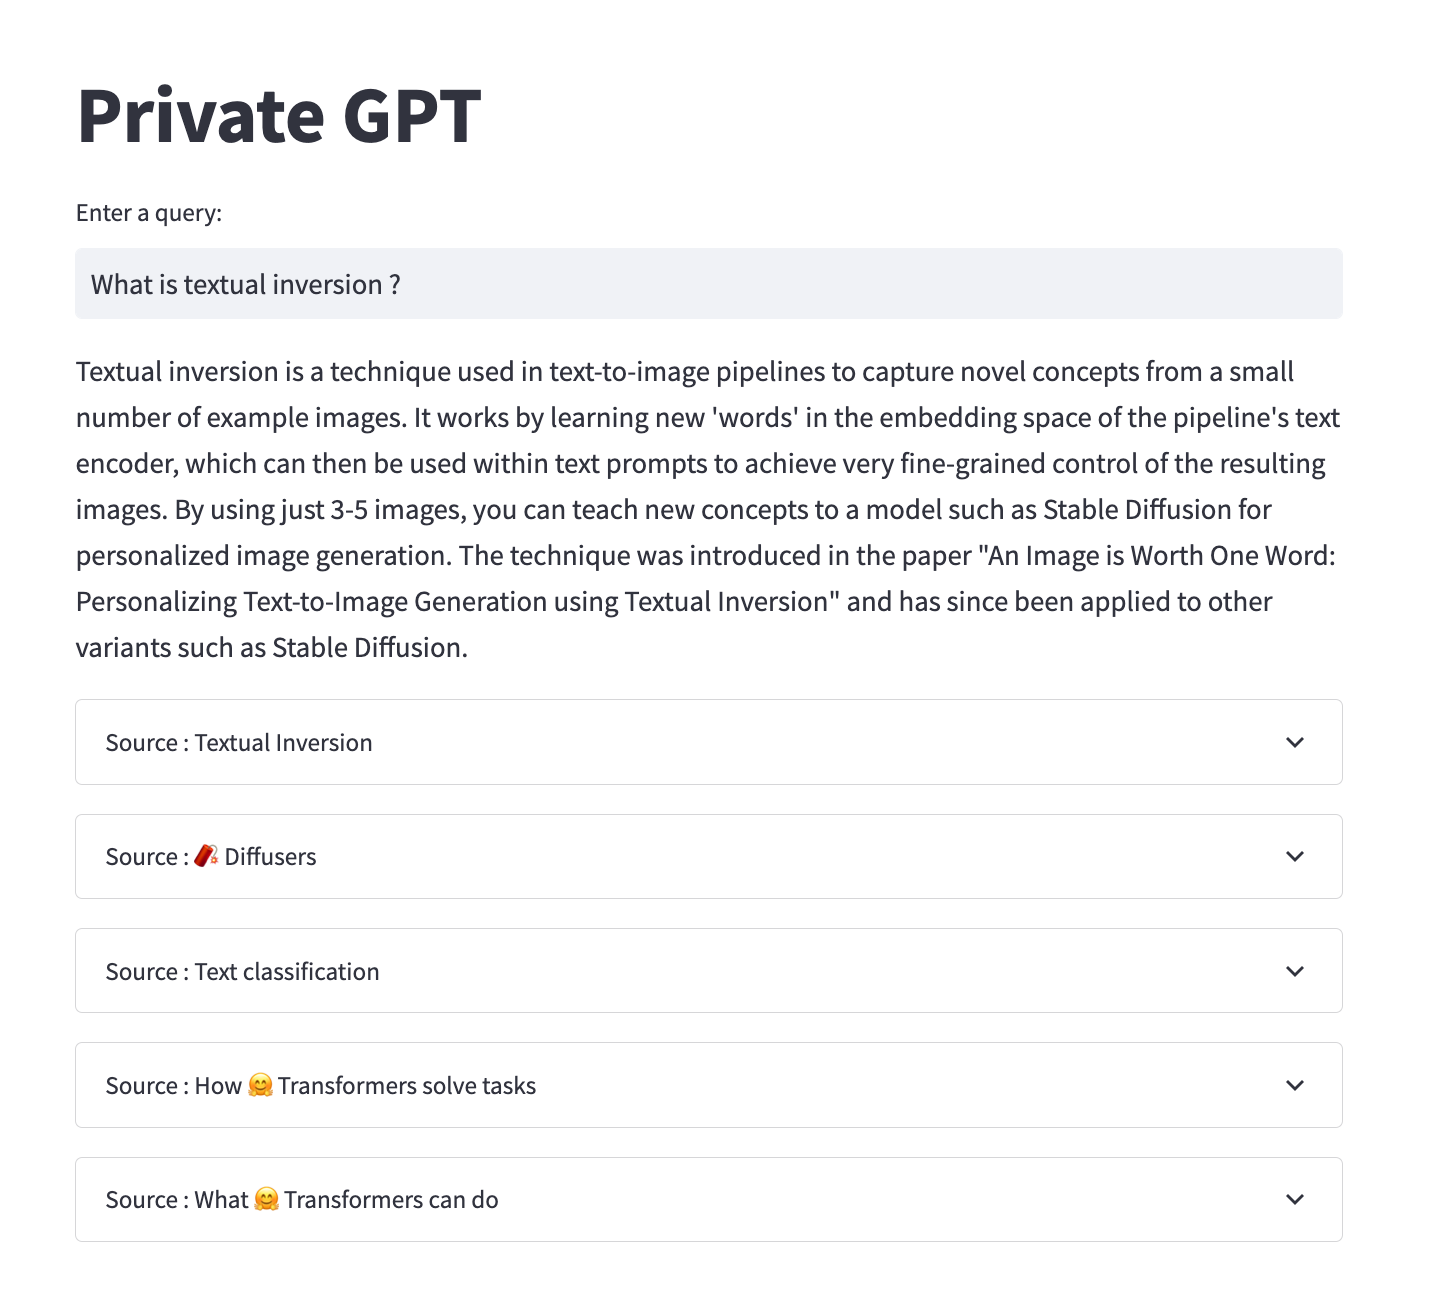 Private GPT
Enter a query:
What is textual inversion ?
Textual inversion is a technique used in text-to-image pipelines to capture novel concepts from a small
number of example images. It works by learning new 'words' in the embedding space of the pipeline's text
encoder, which can then be used within text prompts to achieve very fine-grained control of the resulting
images. By using just 3-5 images, you can teach new concepts to a model such as Stable Diffusion for
personalized image generation. The technique was introduced in the paper "An Image is Worth One Word:
Personalizing Text-to-Image Generation using Textual Inversion" and has since been applied to other
variants such as Stable Diffusion.
Source : Textual Inversion
Source : 🧨 Diffusers
Source : Text classification
Source : How 🤗 Transformers solve tasks
Source : What 🤗 Transformers can do